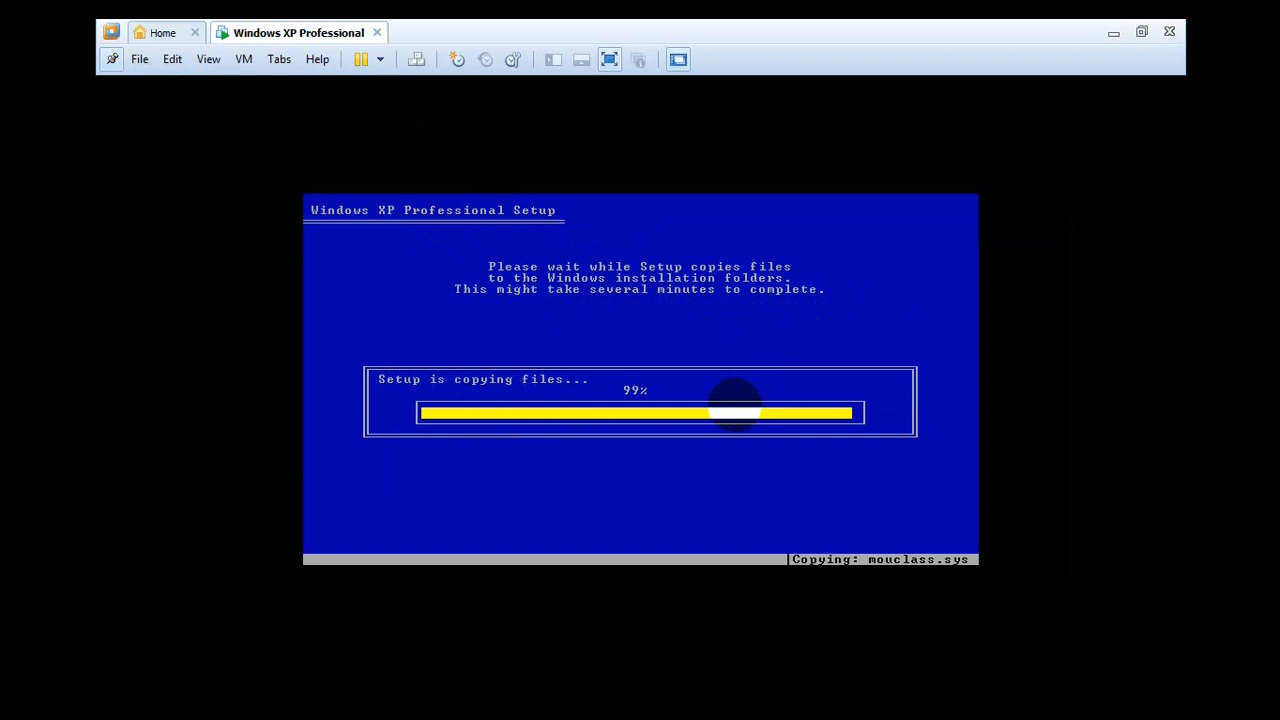 Home
Windows XP Professional
File Edit View VM Tabs Help
Windows XP Professional Setup
Please wait while Setup copies files
to the Windows installation folders.
This might take several minutes to complete.
Setup is copying files...
99%
Copying: mouclass.sys